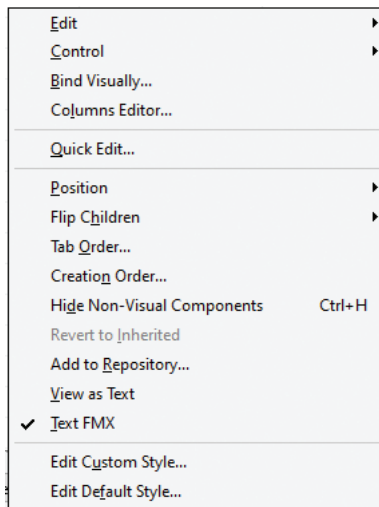 Edit
Control
Bind Visually...
Columns Editor...
Quick Edit...
Position
Flip Children
Tab Order...
Creation Order...
Hide Non-Visual Components Ctrl+H
Revert to Inherited
Add to Repository...
View as Text
Text FMX
Edit Custom Style...
Edit Default Style...